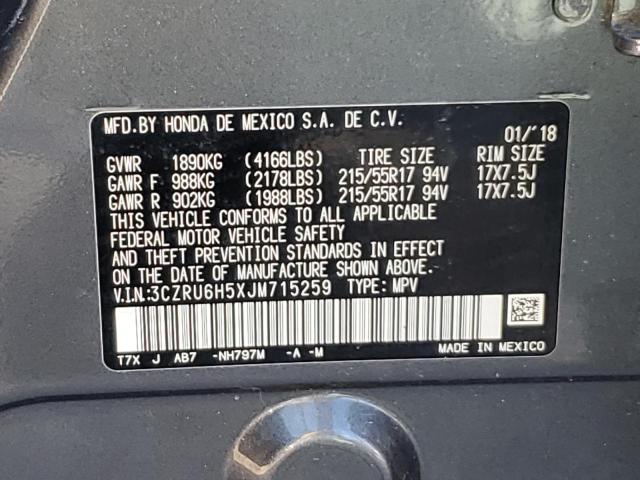 MFD.BY HONDA DE MEXICO S.A. DE C.V.
01/'18
GVWR 1890KG (4166LBS) TIRE SIZE RIM SIZE
GAWR F 988KG (2178LBS) 215/55R17 94V 17X7.5J
GAWR R 902KG (1988LBS) 215/55R17 94V 17X7.5J
THIS VEHICLE CONFORMS TO ALL APPLICABLE
FEDERAL MOTOR VEHICLE SAFETY
AND THEFT PREVENTION STANDARDS IN EFFECT
ON THE DATE OF MANUFACTURE SHOWN ABOVE.
V.I.N.:3CZRU6H5XJM715259 TYPE: MPV
T7X J AB7 -NH797M -A -M MADE IN MEXICO